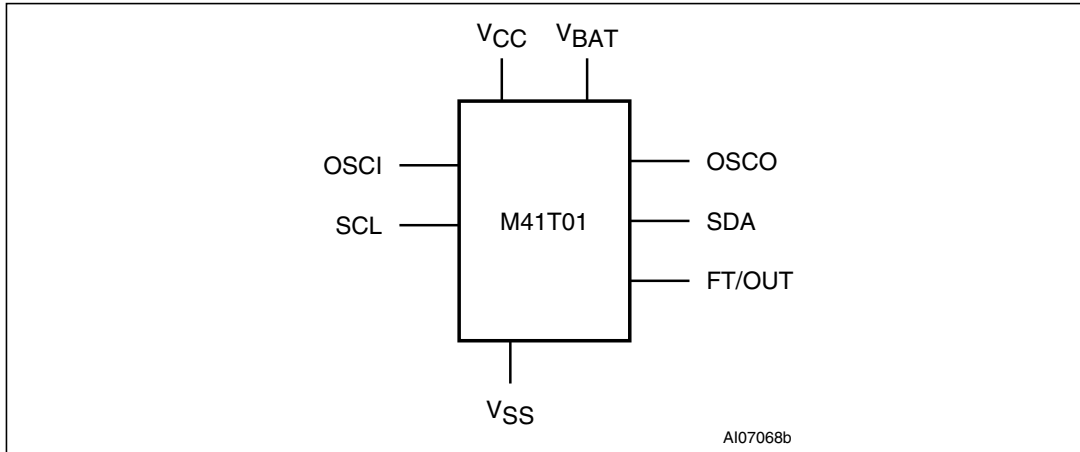 VCC VBAT
OSCI OSCO
SCL M41T01 SDA
FT/OUT
VSS
AI07068b